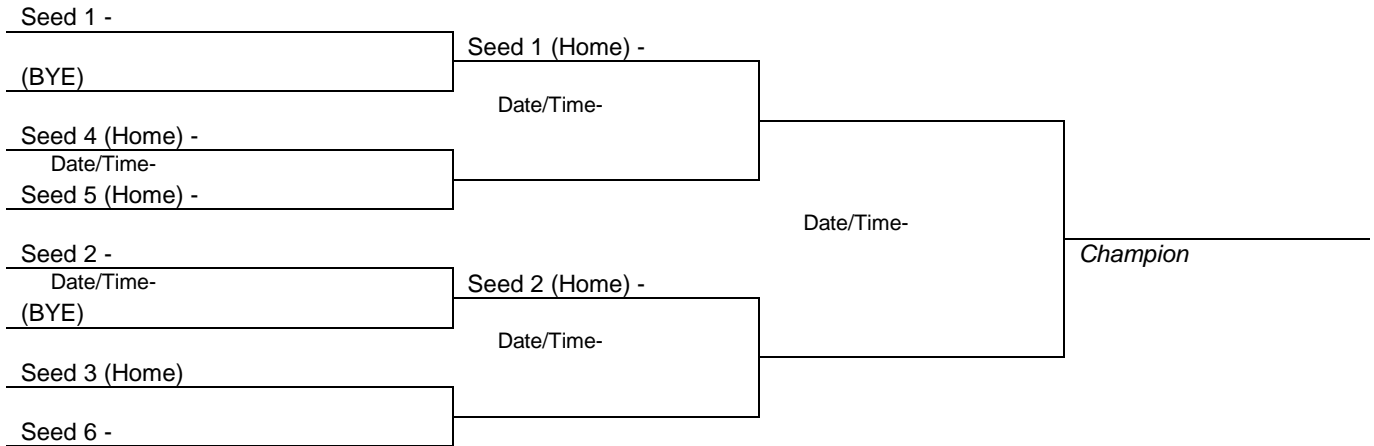 Seed 1 -
Seed 1 (Home) -
(BYE)
Date/Time-
Seed 4 (Home) -
Date/Time-
Seed 5 (Home) -
Date/Time-
Seed 2 -
Champion
Date/Time-
Seed 2 (Home) -
(BYE)
Date/Time-
Seed 3 (Home)
Seed 6 -